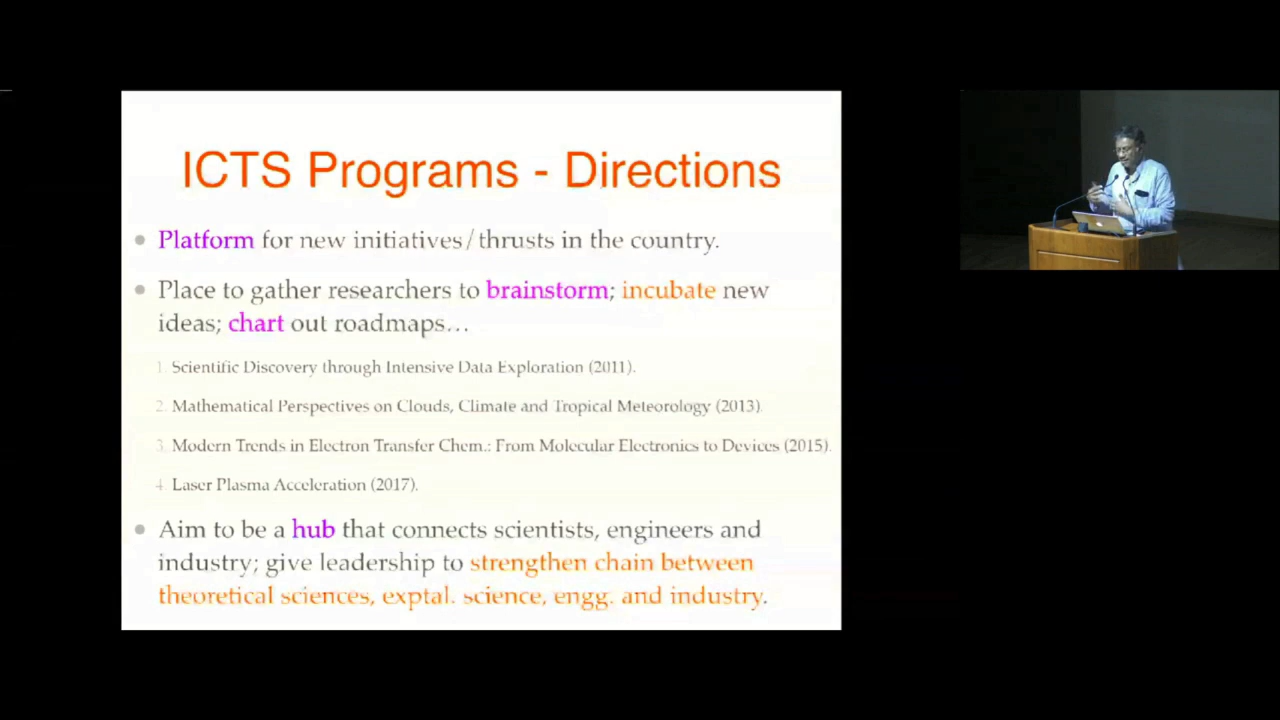 ICTS Programs - Directions
Platform for new initiatives/thrusts in the country.
Place to gather researchers to brainstorm; incubate new
ideas; chart out roadmaps...
1. Scientific Discovery through Intensive Data Exploration (2011).
2. Mathematical Perspectives on Clouds, Climate and Tropical Meteorology (2013).
3. Modern Trends in Electron Transfer Chem.: From Molecular Electronics to Devices (2015).
4. Laser Plasma Acceleration (2017).
Aim to be a hub that connects scientists, engineers and
industry; give leadership to strengthen chain between
theoretical sciences, exptal. science, engg. and industry.